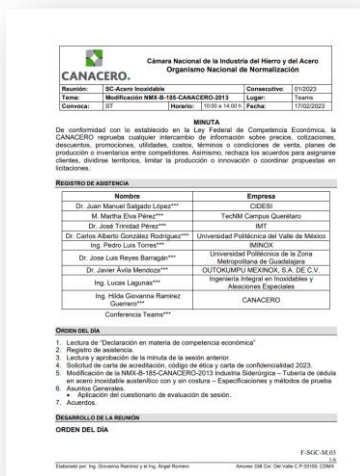 Cámara Nacional de la Industria del Hierro y del Acero
Organismo Nacional de Normalización
CANACERO.
Reunión: SC-Acero Inoxidable Consecutivo: 01/2023
Tema: Modificación NMX-B-185-CANACERO-2013 Lugar: Teams
Convoca: ST Horario: 10:00 a 14:00 h Fecha: 17/02/2023
MINUTA
De conformidad con lo establecido en la Ley Federal de Competencia Económica, la
CANACERO reprueba cualquier intercambio de información sobre precios, cotizaciones,
descuentos, promociones, utilidades, costos, términos o condiciones de venta, planes de
producción o inventarios entre competidores. Asimismo, rechaza los acuerdos para asignarse
clientes, dividirse territorios, limitar la producción o innovación o coordinar propuestas en
licitaciones.
REGISTRO DE ASISTENCIA
Nombre Empresa
Dr. Juan Manuel Salgado López*** CIDESI
M. Martha Elva Pérez*** TecNM Campus Querétaro
Dr. José Trinidad Pérez*** IMT
Dr. Carlos Alberto González Rodríguez*** Universidad Politécnica del Valle de México
Ing. Pedro Luis Torres*** IMINOX
Dr. Jose Luis Reyes Barragán*** Universidad Politécnica de la Zona
Metropolitana de Guadalajara
Dr. Javier Ávila Mendoza*** OUTOKUMPU MEXINOX, S.A. DE C.V.
Ing. Lucas Lagunas*** Ingeniería Integral en Inoxidables y
Aleaciones Especiales
Ing. Hilda Giovanna Ramírez
Guerrero*** CANACERO
Conferencia Teams***
ORDEN DEL DÍA
1. Lectura de "Declaración en materia de competencia económica"
2. Registro de asistencia.
3. Lectura y aprobación de la minuta de la sesión anterior.
4. Solicitud de carta de acreditación, código de ética y carta de confidencialidad 2023.
5. Modificación de la NMX-B-185-CANACERO-2013 Industria Siderúrgica – Tubería de cédula
en acero inoxidable austenítico con y sin costura – Especificaciones y métodos de prueba
6. Asuntos Generales.
• Aplicación del cuestionario de evaluación de sesión.
7. Acuerdos.
DESARROLLO DE LA REUNIÓN
ORDEN DEL DÍA
F-SGC-M.03
Elaborado por: Ing. Giovanna Ramírez y el Ing. Angel Romero Amores 338 Col. Del Valle C.P. 03100, CDMX